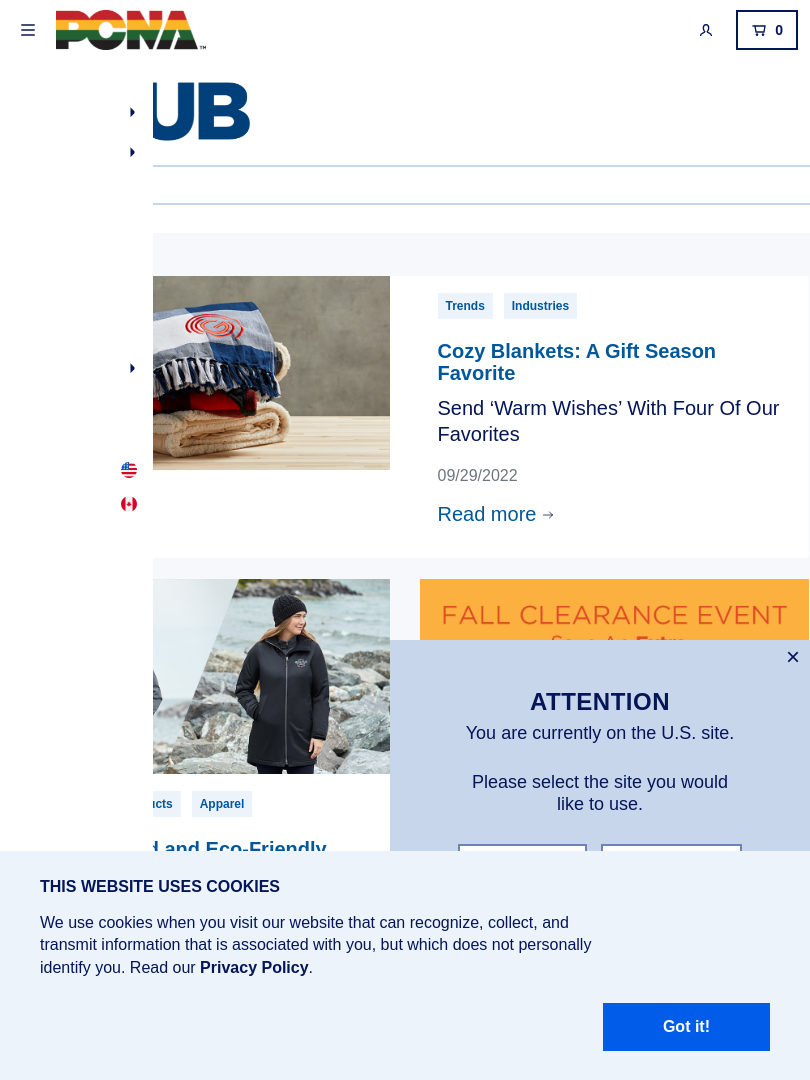 PCNA
0
UB
Trends Industries
Cozy Blankets: A Gift Season
Favorite
Send ‘Warm Wishes’ With Four Of Our
Favorites
09/29/2022
Read more
FALL CLEARANCE EVENT
Apparel
and Eco-Friendly
ATTENTION
You are currently on the U.S. site.
Please select the site you would
like to use.
THIS WEBSITE USES COOKIES
We use cookies when you visit our website that can recognize, collect, and
transmit information that is associated with you, but which does not personally
identify you. Read our Privacy Policy.
Got it!